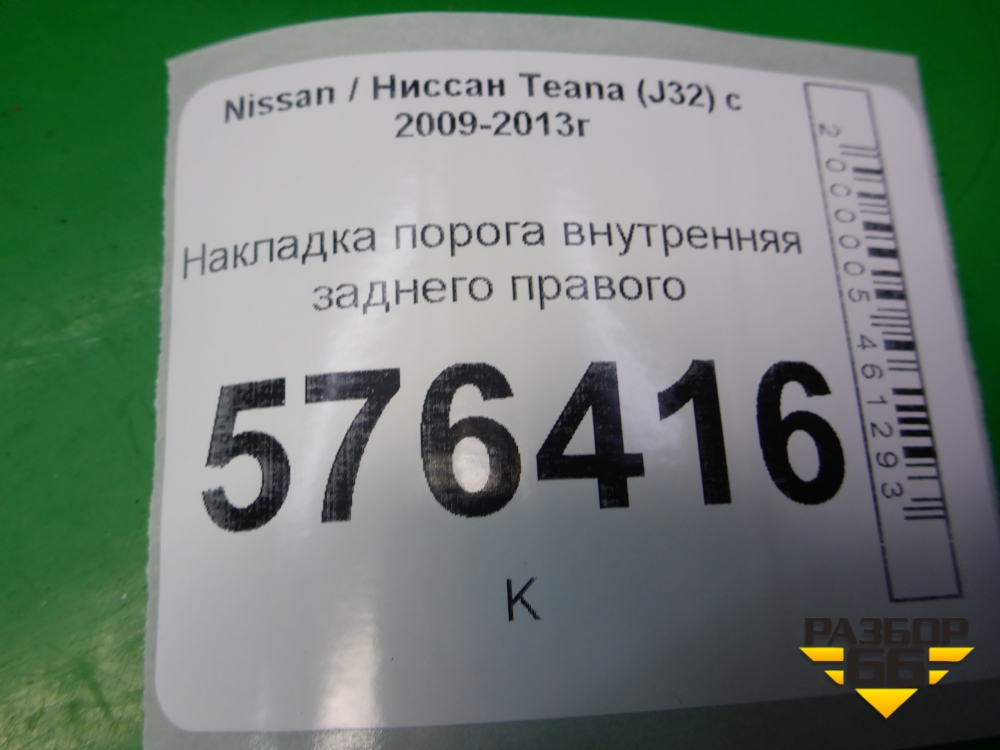 Nissan / Ниссан Teana (J32) с
2009-2013г
Накладка порога внутренняя
заднего правого
576416
К
2000005461293
РАЗБОР
66